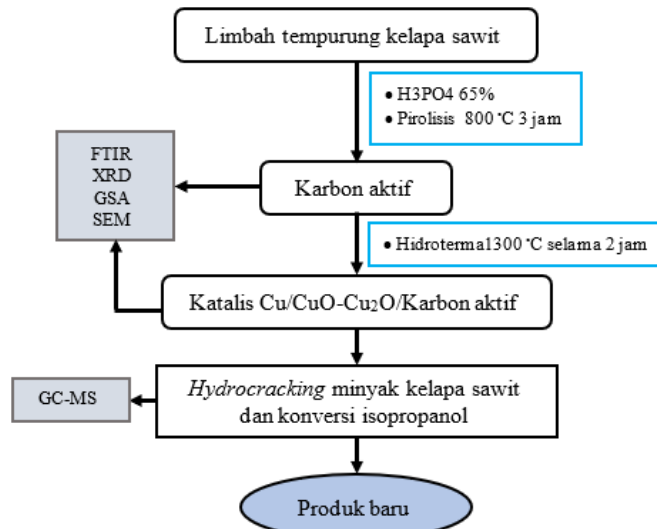 Limbah tempurung kelapa sawit
• H3PO4 65%
• Pirolisis 800 °C 3 jam
FTIR
XRD
GSA
SEM
Karbon aktif
• Hidroterma1300 °C selama 2 jam
Katalis Cu/CuO-Cu₂O/Karbon aktif
GC-MS
Hydrocracking minyak kelapa sawit
dan konversi isopropanol
Produk baru